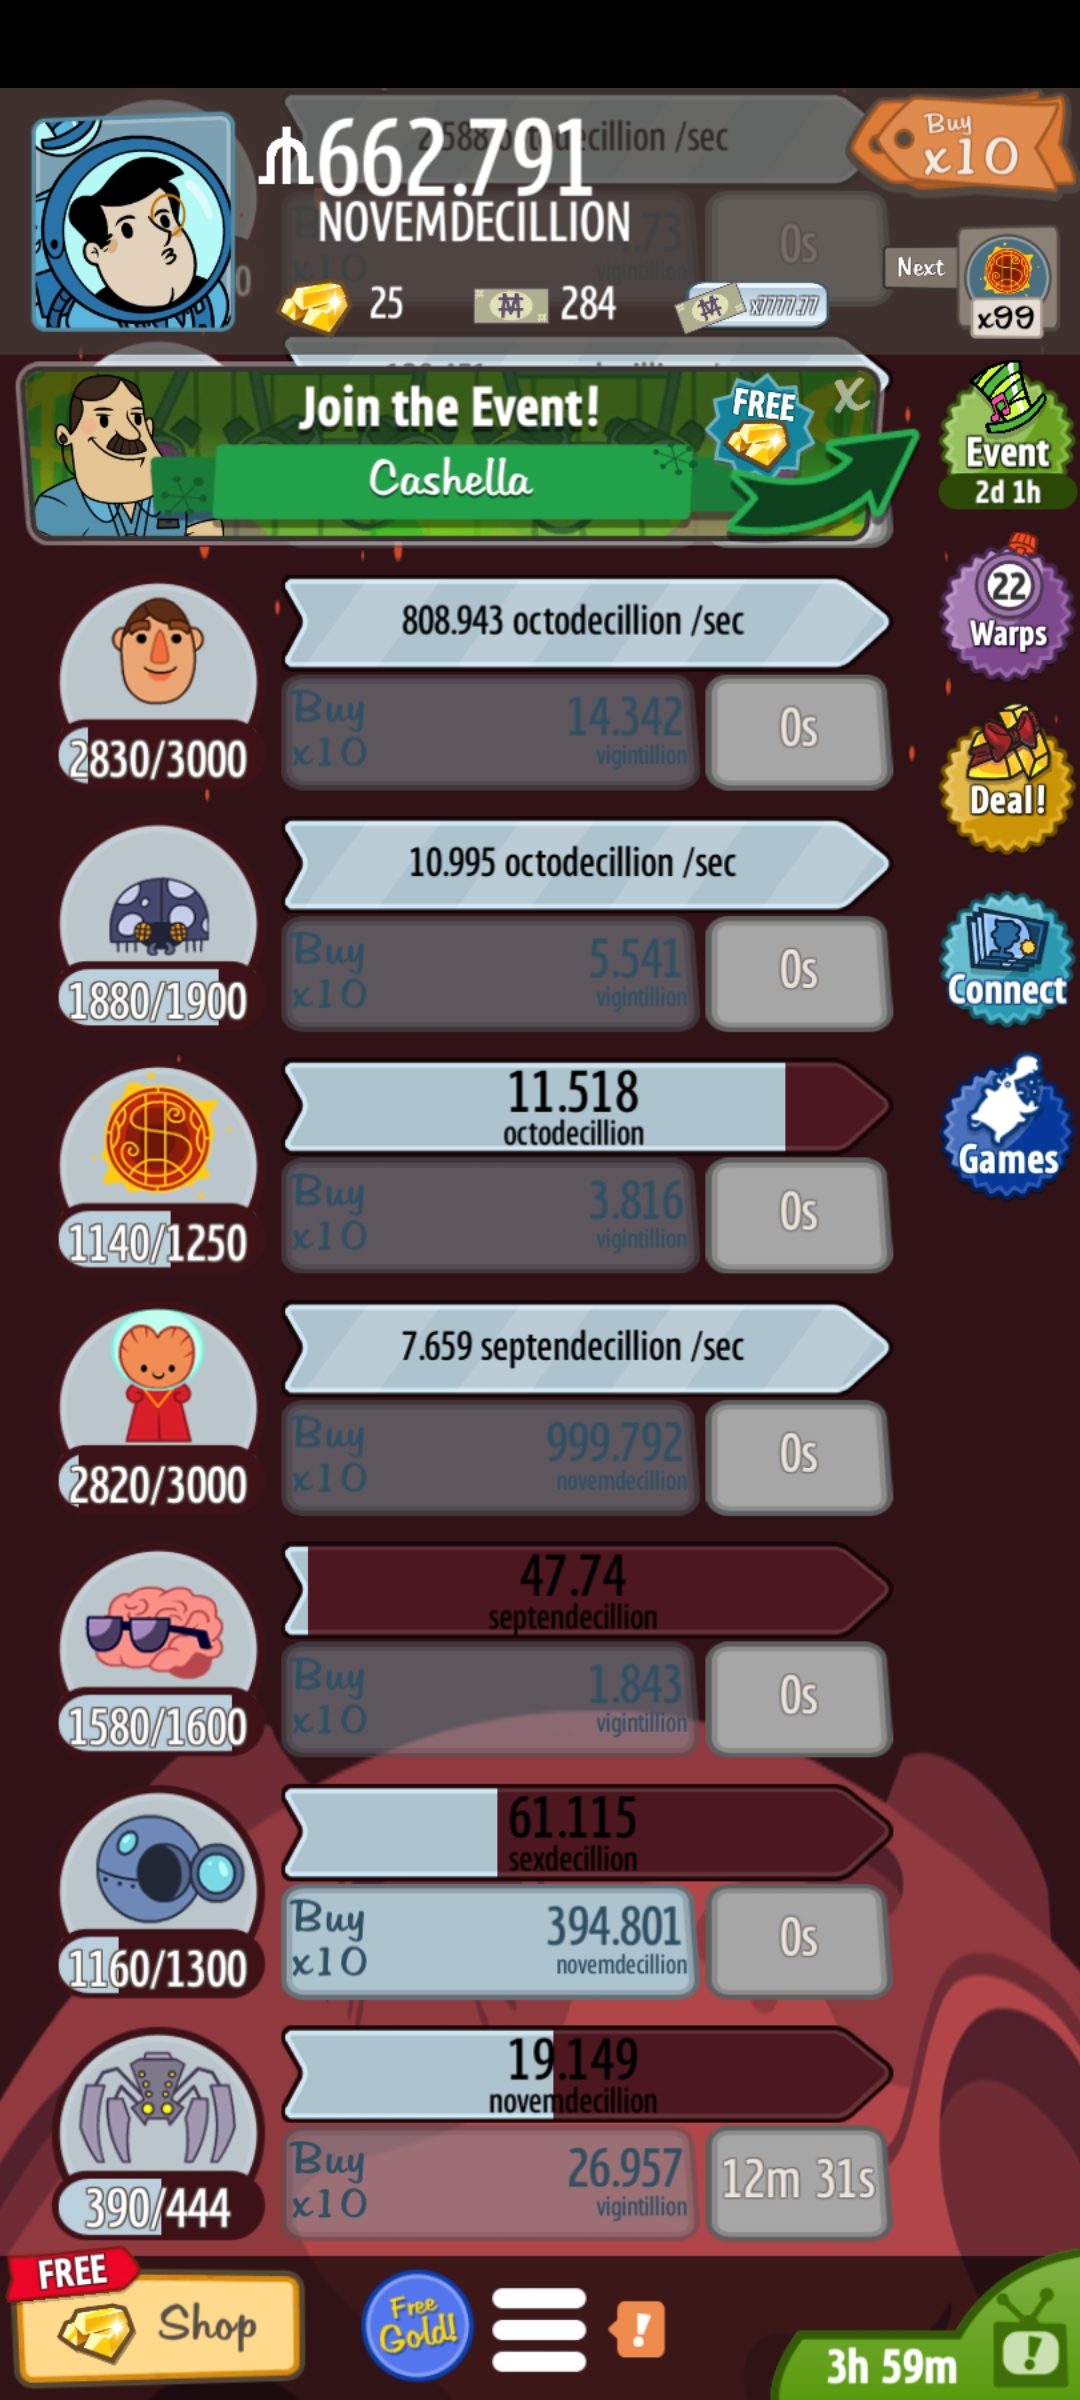 662.791
NOVEMDECILLION
Buy
x10
0s
Next
25
284
x7777.77
x99
Join the Event!
FREE
X
Cashella
Event
2d 1h
808.943 octodecillion /sec
22
Warps
Buy
x10
14.342
vigintillion
0s
2830/3000
Deal!
10.995 octodecillion /sec
Buy
x10
5.541
vigintillion
0s
1880/1900
Connect
11.518
octodecillion
Buy
x10
3.816
vigintillion
0s
1140/1250
Games
7.659 septendecillion /sec
Buy
x10
999.792
novemdecillion
0s
2820/3000
47.74
septendecillion
Buy
x10
1.843
vigintillion
0s
1580/1600
61.115
sexdecillion
Buy
x10
394.801
novemdecillion
0s
1160/1300
19.149
novemdecillion
Buy
x10
26.957
vigintillion
12m 31s
390/444
FREE
Shop
Free
Gold!
!
3h 59m
!